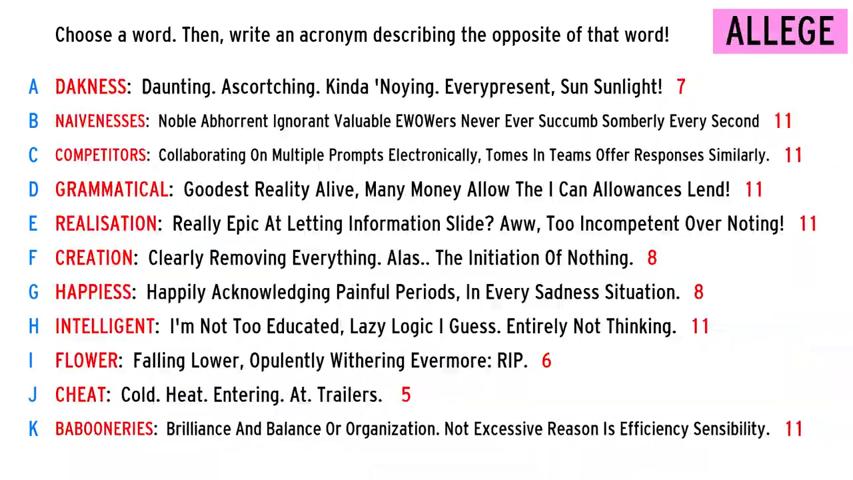 Choose a word. Then, write an acronym describing the opposite of that word!
ALLEGE
A DAKNESS: Daunting. Ascortching. Kinda 'Noying. Everypresent, Sun Sunlight! 7
B NAIVENESSES: Noble Abhorrent Ignorant Valuable EWOWers Never Ever Succumb Somberly Every Second 11
C COMPETITORS: Collaborating On Multiple Prompts Electronically, Tomes In Teams Offer Responses Similarly. 11
D GRAMMATICAL: Goodest Reality Alive, Many Money Allow The I Can Allowances Lend! 11
E REALISATION: Really Epic At Letting Information Slide? Aww, Too Incompetent Over Noting! 11
F CREATION: Clearly Removing Everything. Alas.. The Initiation Of Nothing. 8
G HAPPIESS: Happily Acknowledging Painful Periods, In Every Sadness Situation. 8
H INTELLIGENT: I'm Not Too Educated, Lazy Logic I Guess. Entirely Not Thinking. 11
I FLOWER: Falling Lower, Opulently Withering Evermore: RIP. 6
J CHEAT: Cold. Heat. Entering. At. Trailers. 5
K BABOONERIES: Brilliance And Balance Or Organization. Not Excessive Reason Is Efficiency Sensibility. 11